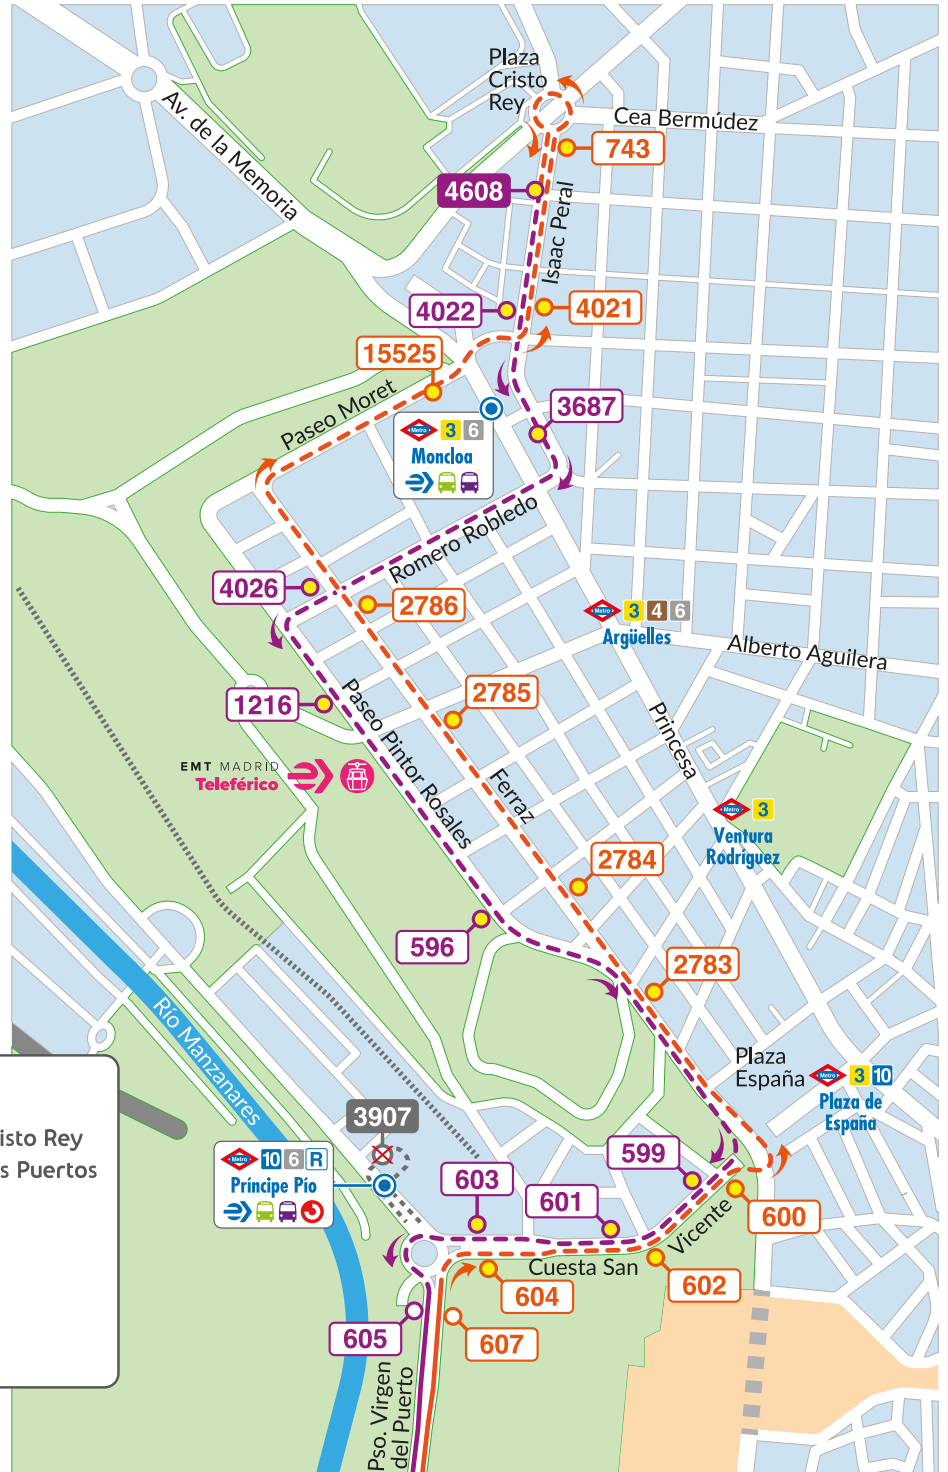 Plaza
Cristo
Rey
Cea Bermúdez
743
Av. de la Memoria
4608
Isaac Peral
4022
4021
15525
Paseo Moret
3687
Metro 3 6
Moncloa
Romero Robledo
4026
2786
Metro 3 4 6
Argüelles
Alberto Aguilera
1216
Paseo Pintor Rosales
2785
Princesa
EMT MADRID
Teleférico
Ferraz
Metro 3
Ventura
Rodríguez
2784
596
2783
Río Manzanares
Plaza
España
Metro 3 10
Plaza de
España
3907
isto Rey
s Puertos
Metro 10 6 R
Príncipe Pío
599
603
601
Vicente
600
Cuesta San
602
604
605
607
Pso. Virgen
del Puerto